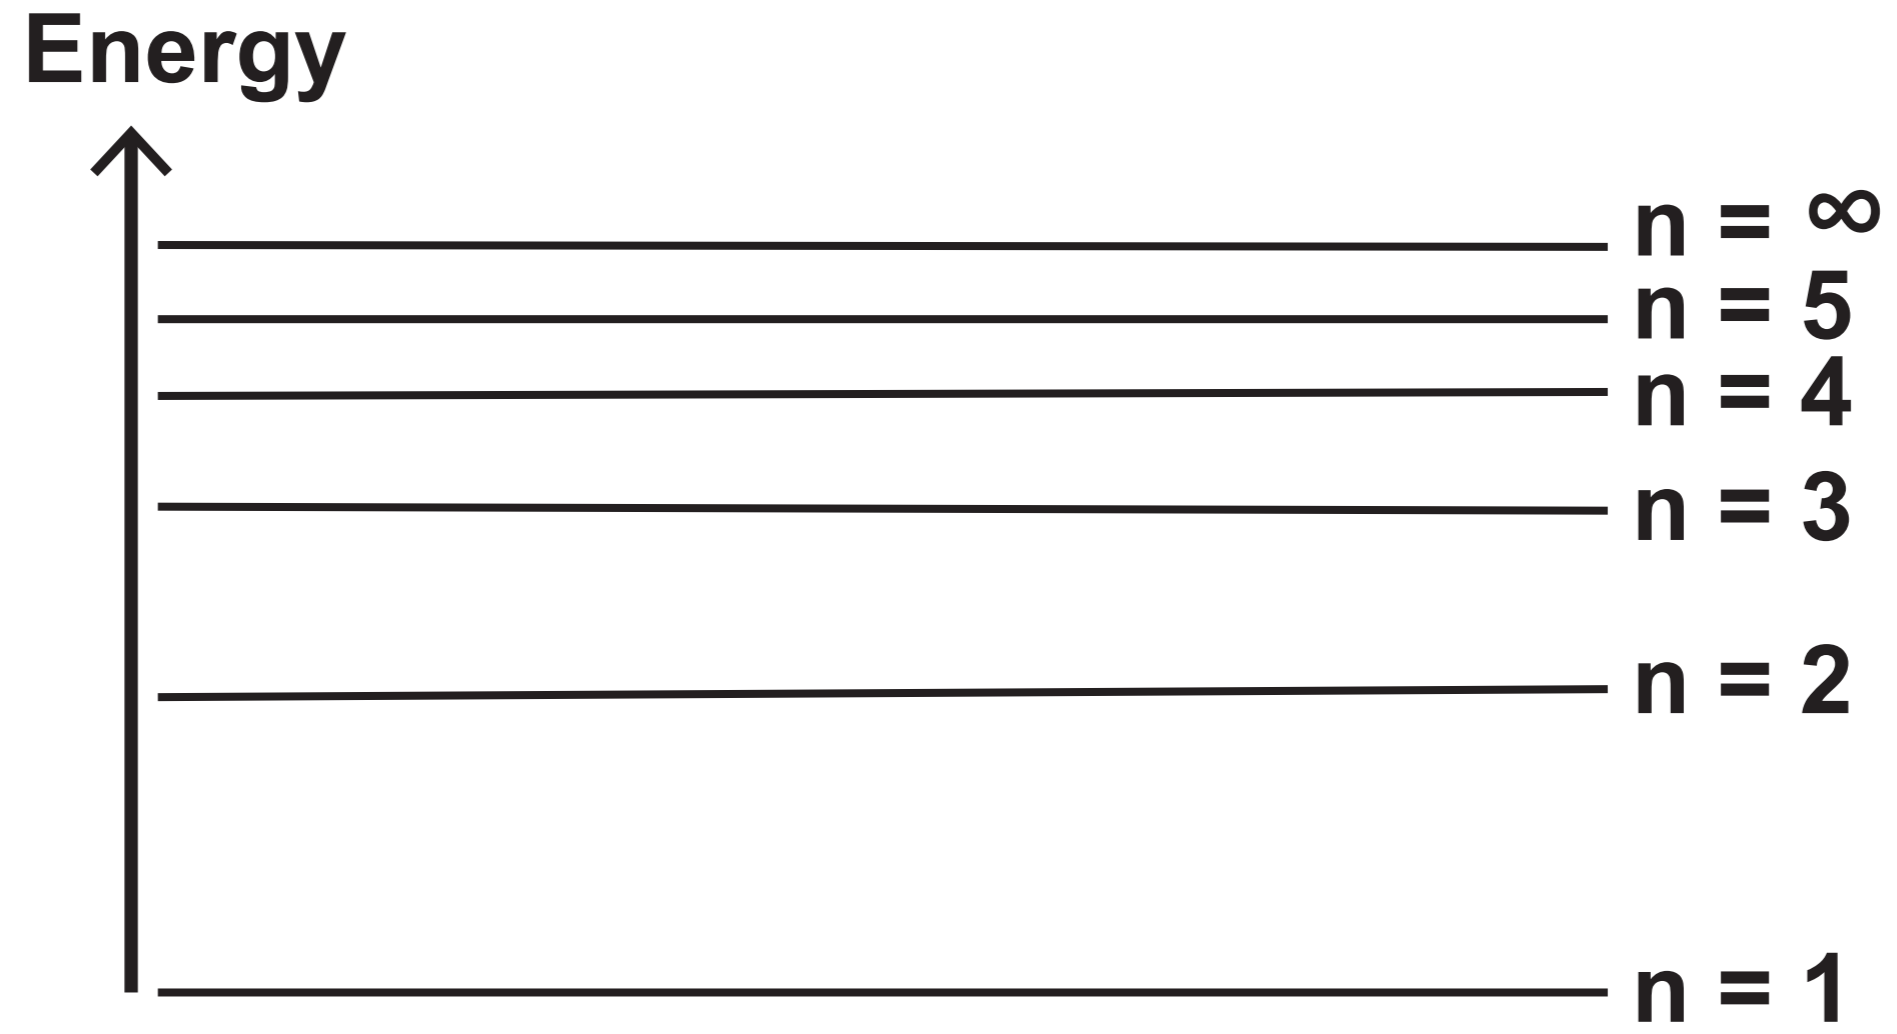 Energy
n = ∞
n = 5
n = 4
n = 3
n = 2
n = 1